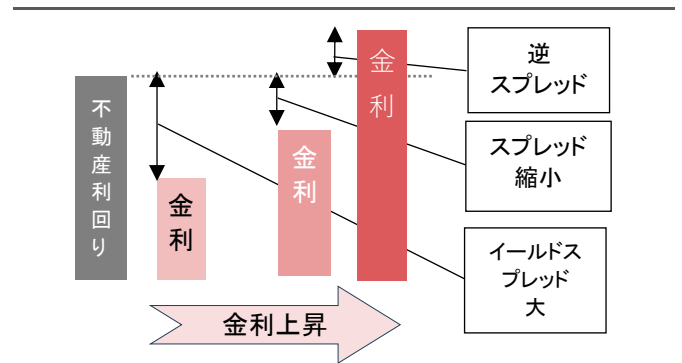 不動産利回り
金利
金利
金利
逆
スプレッド
スプレッド
縮小
イールドス
プレッド
大
金利上昇